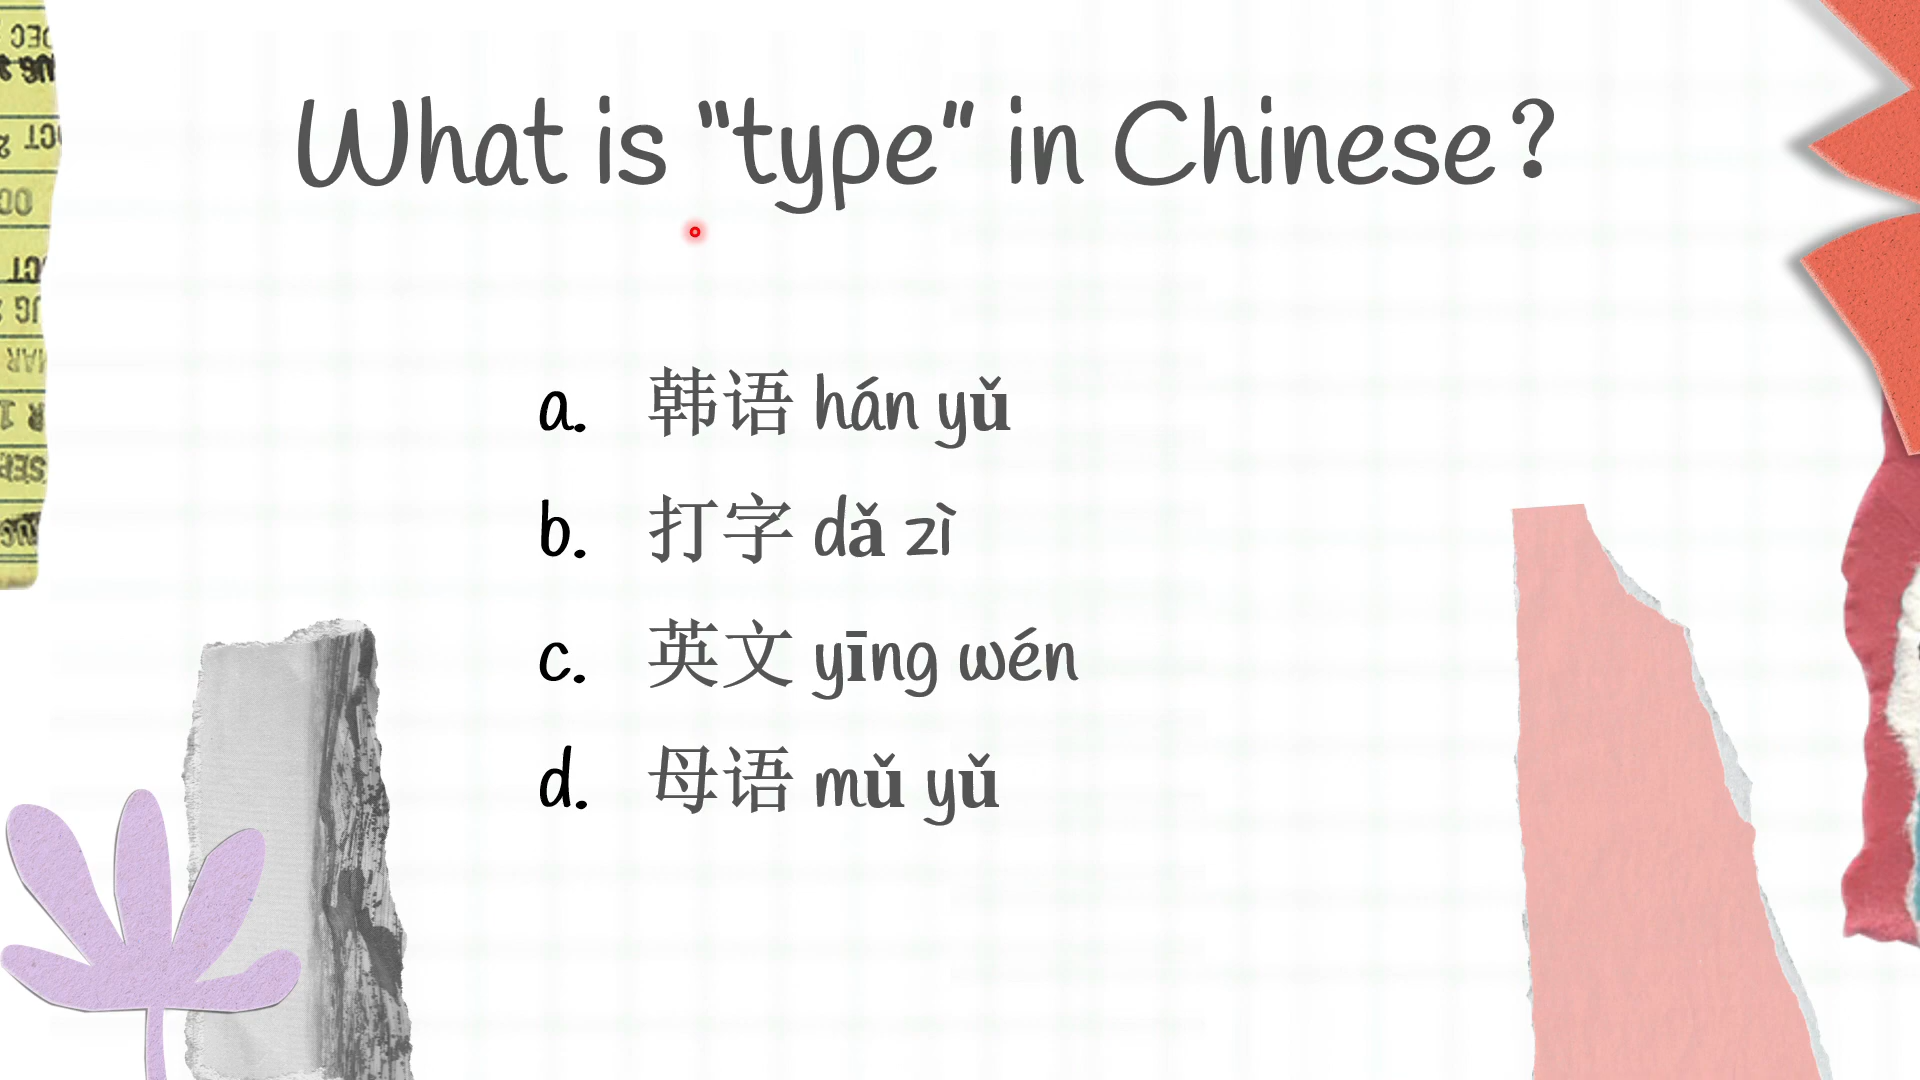 What is "type" in Chinese?
a. 韩语 hán yǔ
b. 打字 dǎ zì
c. 英文 yīng wén
d. 母语 mǔ yǔ